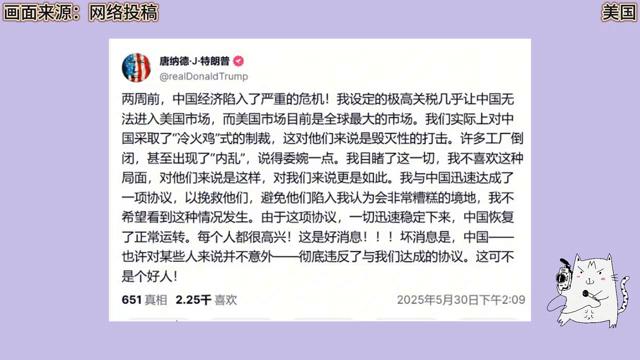 画面来源：网络投稿
美国
唐纳德·J·特朗普
@realDonaldTrump
两周前，中国经济陷入了严重的危机！我设定的极高关税几乎让中国无
法进入美国市场，而美国市场目前是全球最大的市场。我们实际上对中
国采取了“冷火鸡”式的制裁，这对他们来说是毁灭性的打击。许多工厂倒
闭，甚至出现了“内乱”，说得委婉一点。我目睹了这一切，我不喜欢这种
局面，对他们来说是这样，对我们来说更是如此。我与中国迅速达成了
一项协议，以挽救他们，避免他们陷入我认为会非常糟糕的境地，我不
希望看到这种情况发生。由于这项协议，一切迅速稳定下来，中国恢复
了正常运转。每个人都很高兴！这是好消息！！！坏消息是，中国——
也许对某些人来说并不意外——彻底违反了与我们达成的协议。这可不
是个好人！
651 真相 2.25千 喜欢
2025年5月30日下午2:09